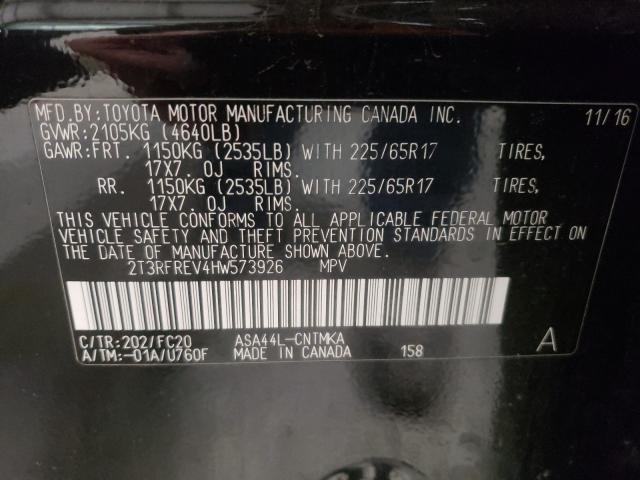 MFD.BY:TOYOTA MOTOR MANUFACTURING CANADA INC. 11/16
GVWR:2105KG (4640LB)
GAWR:FRT. 1150KG (2535LB) WITH 225/65R17 TIRES,
17X7. OJ RIMS.
RR. 1150KG (2535LB) WITH 225/65R17 TIRES,
17X7. OJ RIMS.
THIS VEHICLE CONFORMS TO ALL APPLICABLE FEDERAL MOTOR
VEHICLE SAFETY AND THEFT PREVENTION STANDARDS IN EFFECT ON
THE DATE OF MANUFACTURE SHOWN ABOVE.
2T3RFREV4HW573926 MPV
C/TR:202/FC20 ASA44L-CNTMKA A
A/TM:-01A/U760F MADE IN CANADA 158